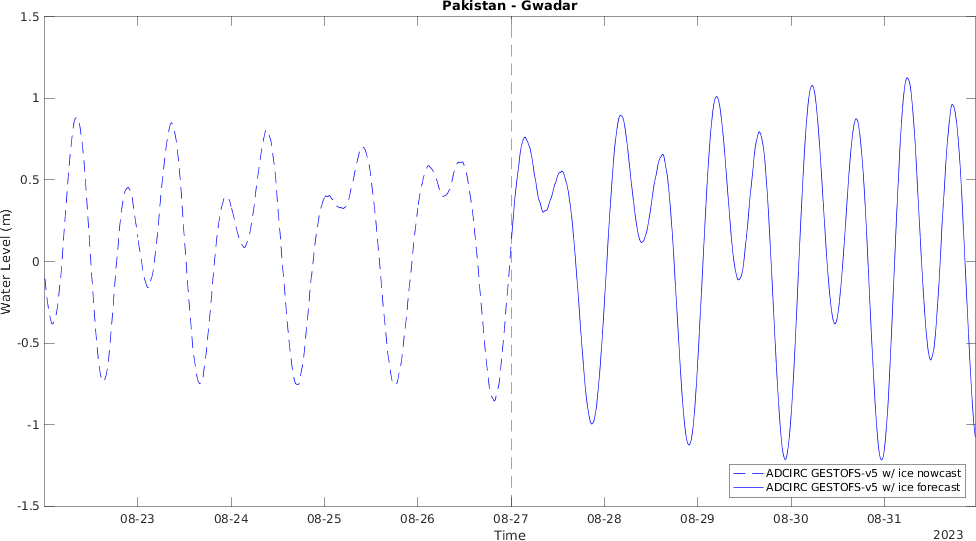 Pakistan - Gwadar
1.5
1
0.5
0
-0.5
-1
-1.5
Water Level (m)
08-23 08-24 08-25 08-26 08-27 08-28 08-29 08-30 08-31
Time
2023
ADCIRC GESTOFS-v5 w/ ice nowcast
ADCIRC GESTOFS-v5 w/ ice forecast